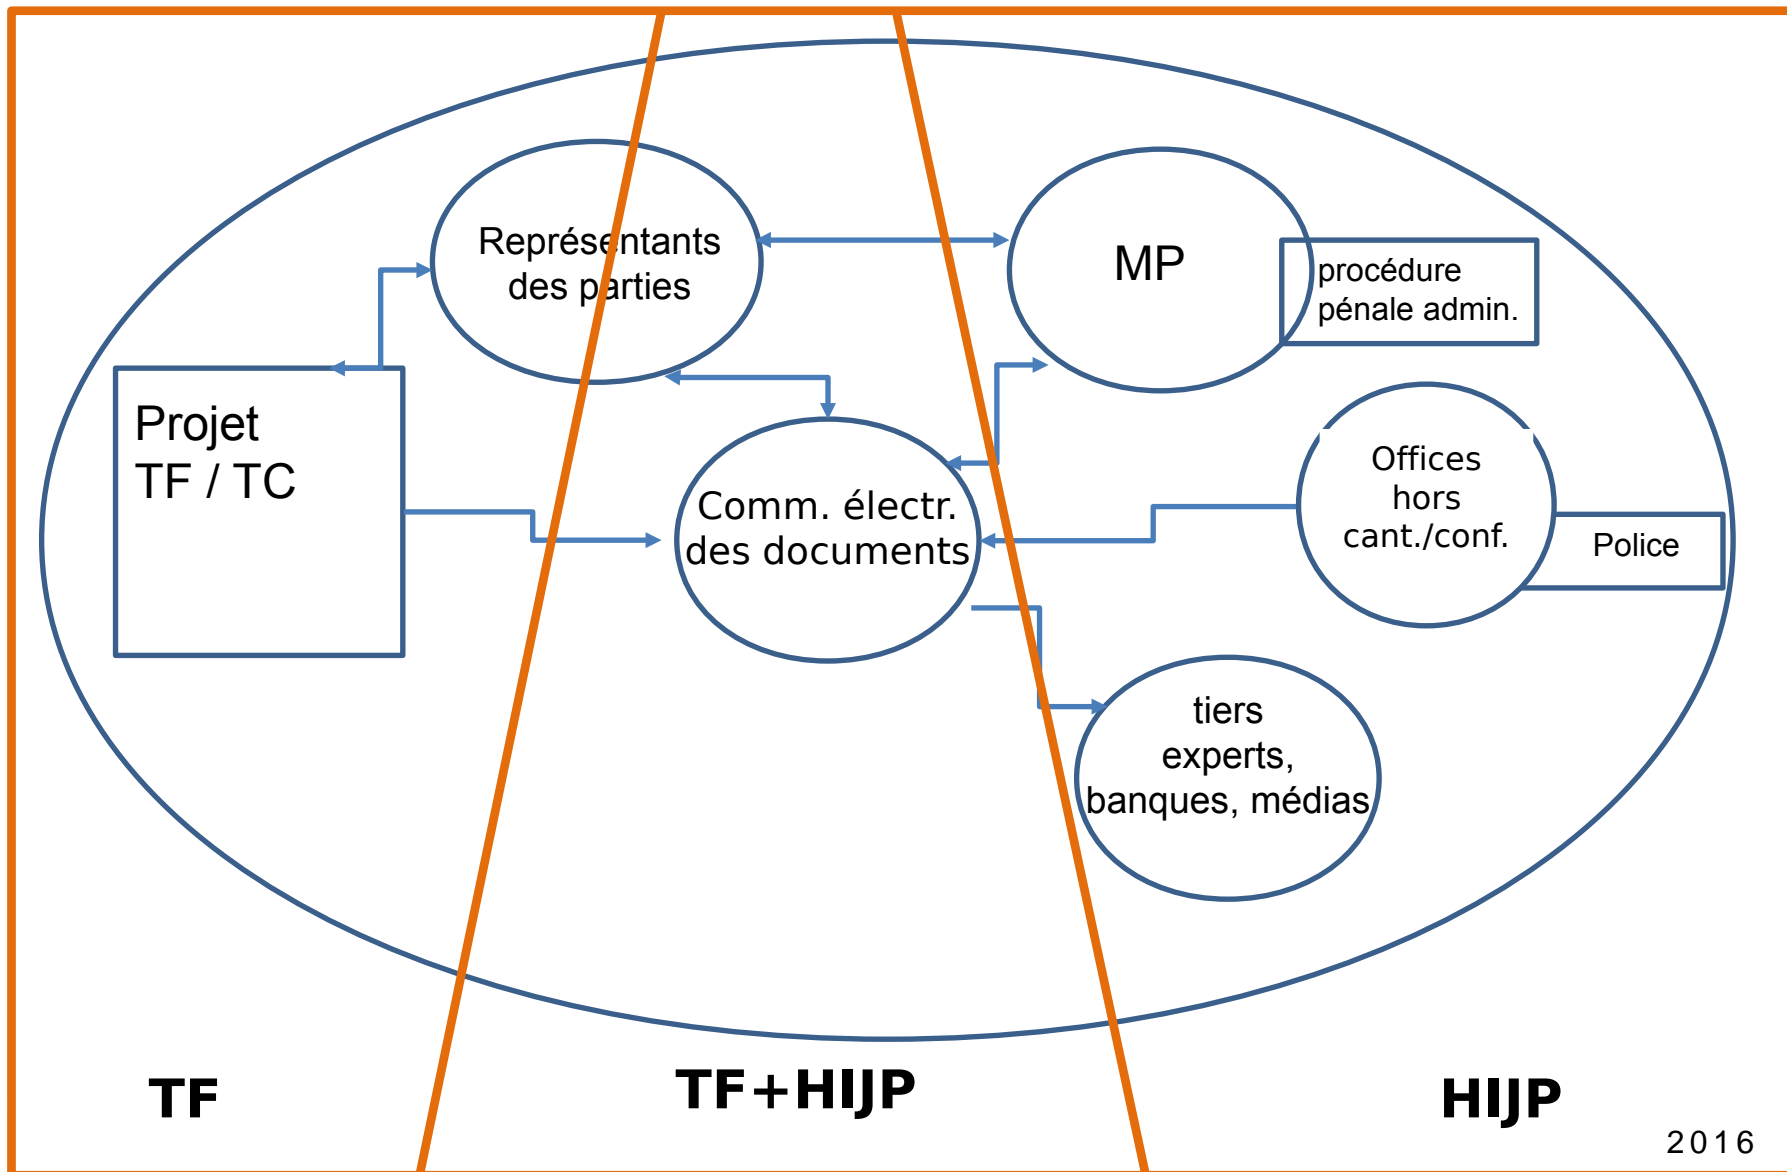 Représentants
des parties
MP
procédure
pénale admin.
Projet
TF / TC
Offices
hors
cant./conf.
Comm. électr.
des documents
Police
tiers
experts,
banques, médias
TF
TF+HIJP
HIJP
2016